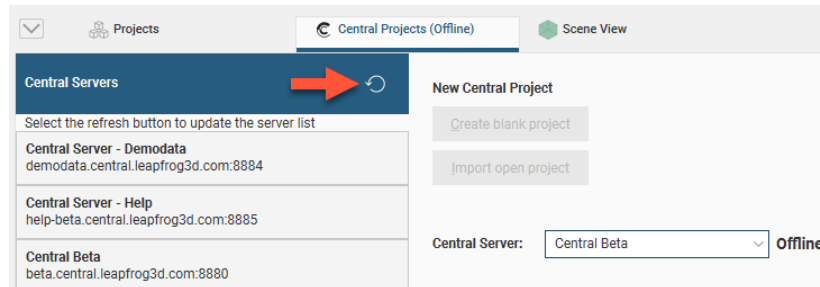 Projects
Central Projects (Offline)
Scene View
Central Servers
Select the refresh button to update the server list
Central Server - Demodata
demodata.central.leapfrog3d.com:8884
Central Server - Help
help-beta.central.leapfrog3d.com:8885
Central Beta
beta.central.leapfrog3d.com:8880
New Central Project
Create blank project
Import open project
Central Server: Central Beta Offline